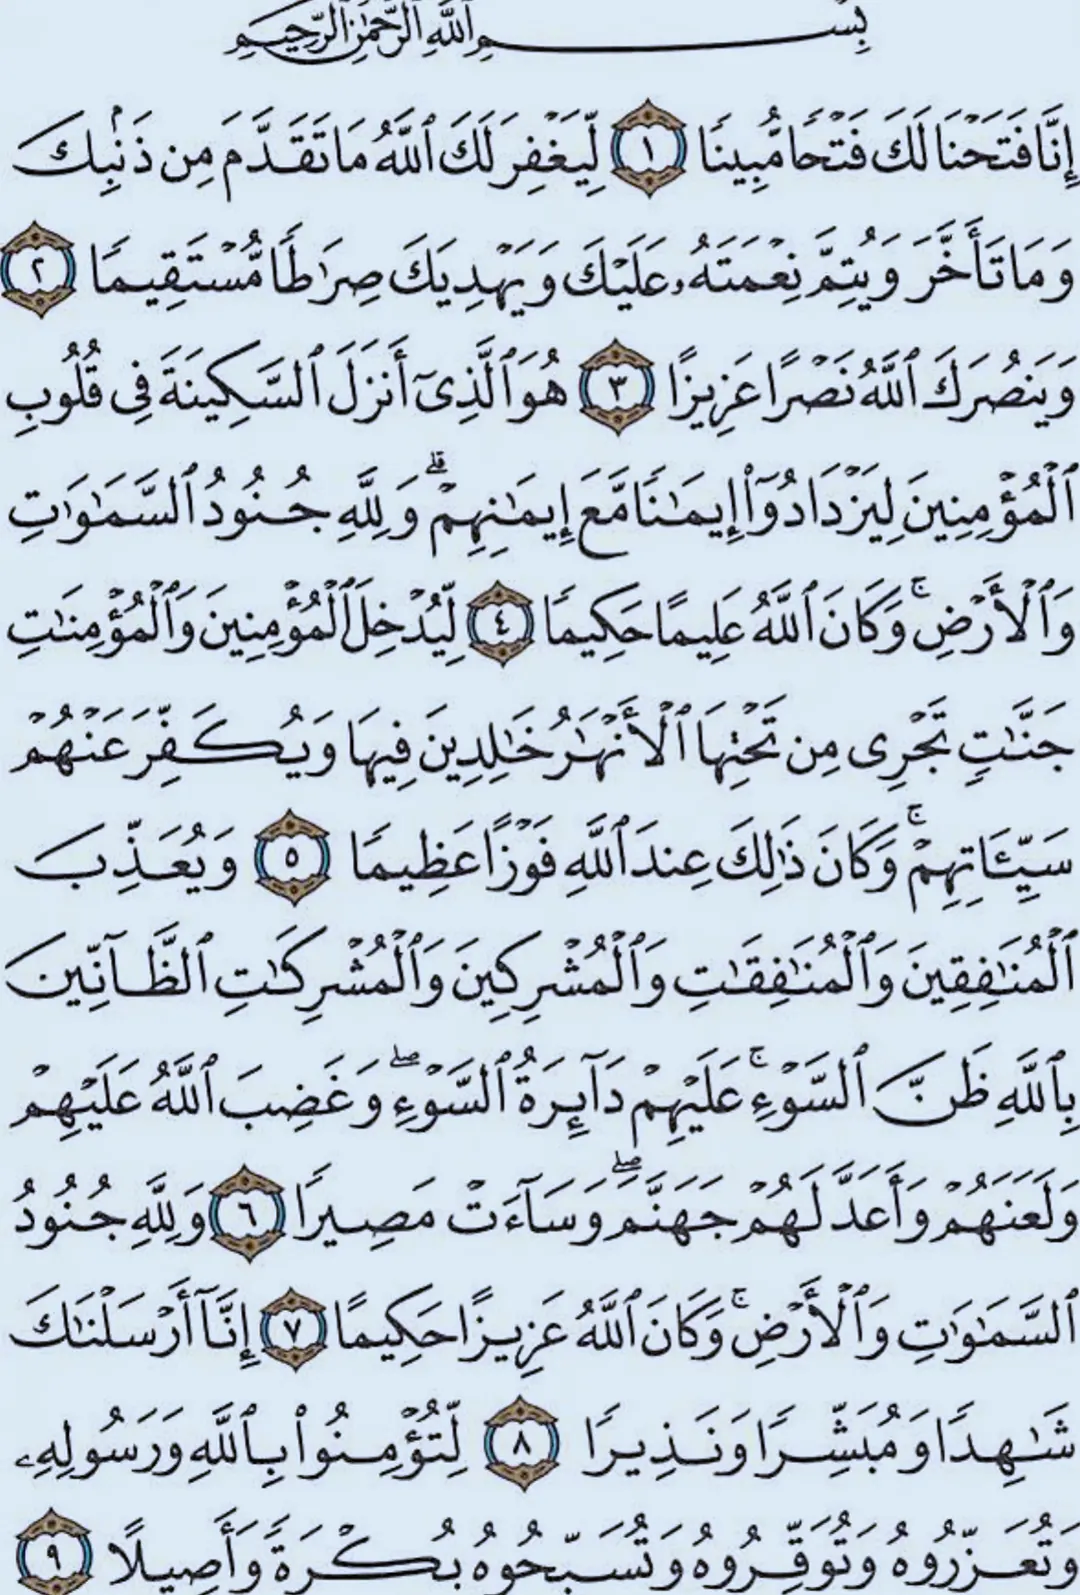 بِسْمِ ٱللَّهِ ٱلرَّحْمَٰنِ ٱلرَّحِيمِ
إِنَّا فَتَحْنَا لَكَ فَتْحًا مُّبِينًا ١ لِّيَغْفِرَ لَكَ ٱللَّهُ مَا تَقَدَّمَ مِن ذَنۢبِكَ
وَمَا تَأَخَّرَ وَيُتِمَّ نِعْمَتَهُۥ عَلَيْكَ وَيَهْدِيَكَ صِرَٰطًا مُّسْتَقِيمًا ٢
وَيَنصُرَكَ ٱللَّهُ نَصْرًا عَزِيزًا ٣ هُوَ ٱلَّذِىٓ أَنزَلَ ٱلسَّكِينَةَ فِى قُلُوبِ
ٱلْمُؤْمِنِينَ لِيَزْدَادُوٓا۟ إِيمَٰنًا مَّعَ إِيمَٰنِهِمْ ۗ وَلِلَّهِ جُنُودُ ٱلسَّمَٰوَٰتِ
وَٱلْأَرْضِ ۚ وَكَانَ ٱللَّهُ عَلِيمًا حَكِيمًا ٤ لِّيُدْخِلَ ٱلْمُؤْمِنِينَ وَٱلْمُؤْمِنَٰتِ
جَنَّٰتٍ تَجْرِى مِن تَحْتِهَا ٱلْأَنْهَٰرُ خَٰلِدِينَ فِيهَا وَيُكَفِّرَ عَنْهُمْ
سَيِّـَٔاتِهِمْ ۚ وَكَانَ ذَٰلِكَ عِندَ ٱللَّهِ فَوْزًا عَظِيمًا ٥ وَيُعَذِّبَ
ٱلْمُنَٰفِقِينَ وَٱلْمُنَٰفِقَٰتِ وَٱلْمُشْرِكِينَ وَٱلْمُشْرِكَٰتِ ٱلظَّآنِّينَ
بِٱللَّهِ ظَنَّ ٱلسَّوْءِ ۚ عَلَيْهِمْ دَآئِرَةُ ٱلسَّوْءِ ۖ وَغَضِبَ ٱللَّهُ عَلَيْهِمْ
وَلَعَنَهُمْ وَأَعَدَّ لَهُمْ جَهَنَّمَ ۖ وَسَآءَتْ مَصِيرًا ٦ وَلِلَّهِ جُنُودُ
ٱلسَّمَٰوَٰتِ وَٱلْأَرْضِ ۚ وَكَانَ ٱللَّهُ عَزِيزًا حَكِيمًا ٧ إِنَّآ أَرْسَلْنَٰكَ
شَٰهِدًا وَمُبَشِّرًا وَنَذِيرًا ٨ لِّتُؤْمِنُوا۟ بِٱللَّهِ وَرَسُولِهِۦ
وَتُعَزِّرُوهُ وَتُوَقِّرُوهُ وَتُسَبِّحُوهُ بُكْرَةً وَأَصِيلًا ٩